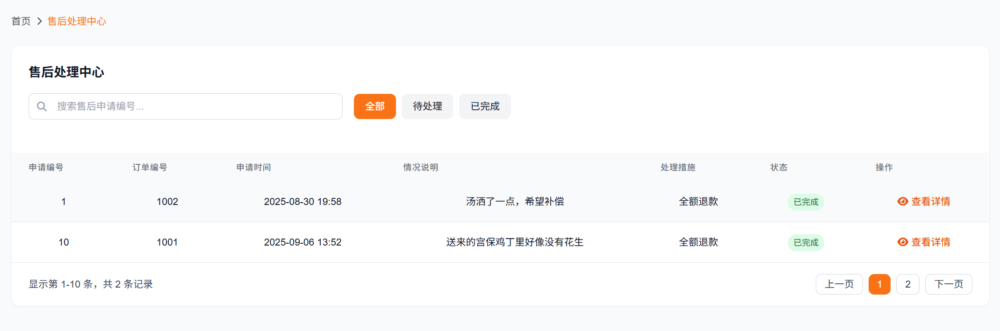 首页 > 售后处理中心
售后处理中心
搜索售后申请编号... 全部 待处理 已完成
申请编号 订单编号 申请时间 情况说明 处理措施 状态 操作
1 1002 2025-08-30 19:58 汤洒了一点，希望补偿 全额退款 已完成 查看详情
10 1001 2025-09-06 13:52 送来的宫保鸡丁里好像没有花生 全额退款 已完成 查看详情
显示第 1-10 条，共 2 条记录 上一页 1 2 下一页